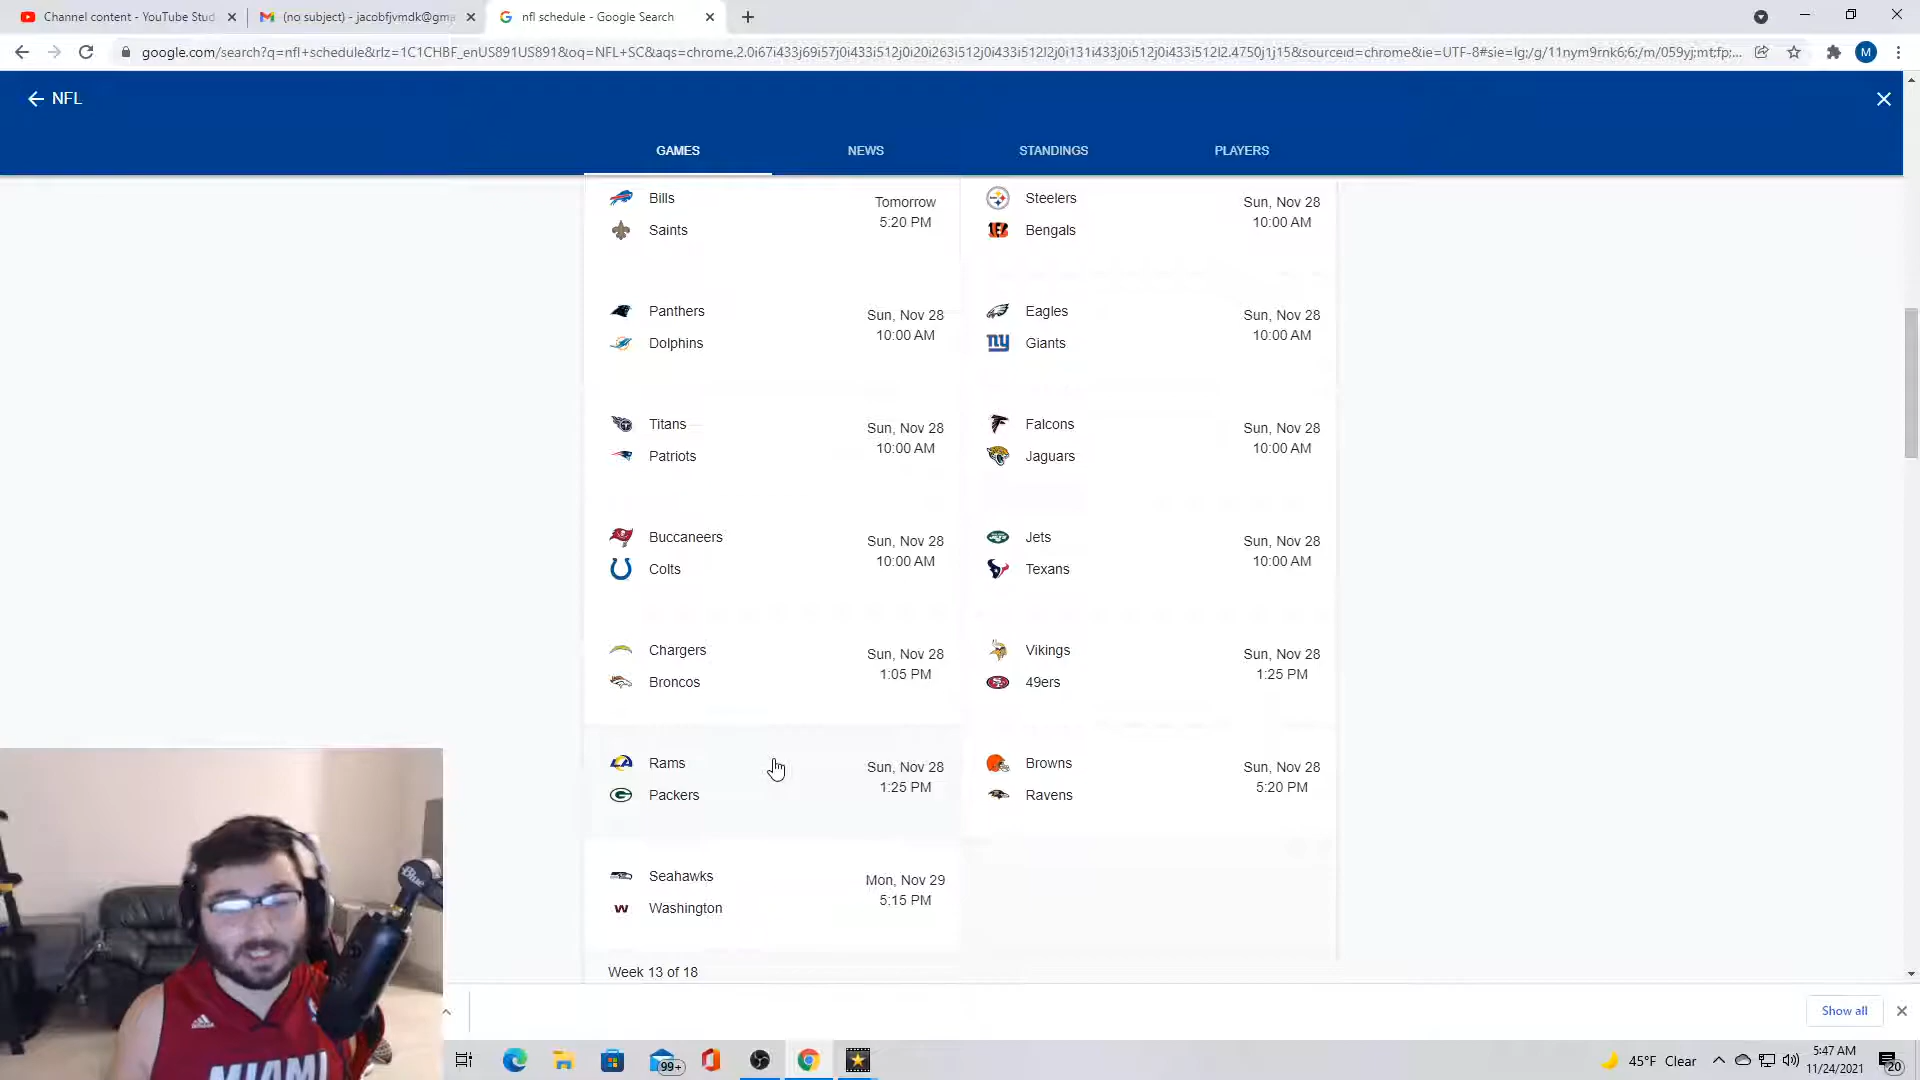 Channel content - YouTube Stud
(no subject) - jacobfjvmdk@gma
nfl schedule - Google Search
google.com/search?q=nfl+schedule&rlz=1C1CHBF_enUS891US891&oq=NFL+SC&aqs=chrome.2.0i67i433j69i57j0i433i512j0i20i263i512j0i433i512l2j0i131i433j0i512j0i433i512l2.4750j1j15&sourceid=chrome&ie=UTF-8#sie=lg;/g/11nym9rnk6;6;/m/059yj;mt;fp;...
M
NFL
GAMES NEWS STANDINGS PLAYERS
Bills
Saints
Tomorrow
5:20 PM
Steelers
Bengals
Sun, Nov 28
10:00 AM
Panthers
Dolphins
Sun, Nov 28
10:00 AM
Eagles
Giants
Sun, Nov 28
10:00 AM
Titans
Patriots
Sun, Nov 28
10:00 AM
Falcons
Jaguars
Sun, Nov 28
10:00 AM
Buccaneers
Colts
Sun, Nov 28
10:00 AM
Jets
Texans
Sun, Nov 28
10:00 AM
Chargers
Broncos
Sun, Nov 28
1:05 PM
Vikings
49ers
Sun, Nov 28
1:25 PM
Rams
Packers
Sun, Nov 28
1:25 PM
Browns
Ravens
Sun, Nov 28
5:20 PM
Seahawks
Washington
Mon, Nov 29
5:15 PM
Week 13 of 18
Show all
Blue
adidas
MIAMI
99+
45°F Clear
5:47 AM
11/24/2021
20